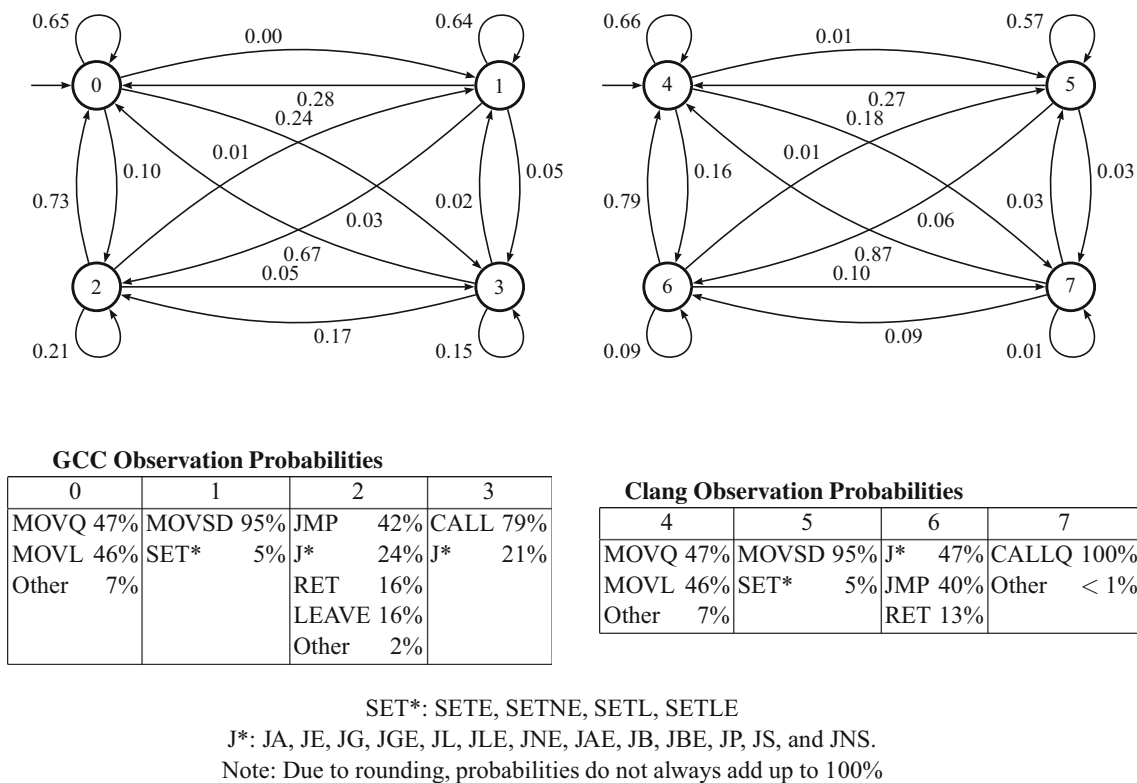 0.65 0.64 0.66 0.57
0.00 0.01
0 1 4 5
0.28 0.27
0.24 0.18
0.01 0.01
0.73 0.10 0.02 0.05 0.79 0.16 0.03 0.03
0.03 0.06
0.67 0.87
0.05 0.10
2 3 6 7
0.17 0.09
0.21 0.15 0.09 0.01
GCC Observation Probabilities
0 1 2 3
MOVQ 47% MOVSD 95% JMP 42% CALL 79%
MOVL 46% SET* 5% J* 24% J* 21%
Other 7% RET 16%
LEAVE 16%
Other 2%
Clang Observation Probabilities
4 5 6 7
MOVQ 47% MOVSD 95% J* 47% CALLQ 100%
MOVL 46% SET* 5% JMP 40% Other < 1%
Other 7% RET 13%
SET*: SETE, SETNE, SETL, SETLE
J*: JA, JE, JG, JGE, JL, JLE, JNE, JAE, JB, JBE, JP, JS, and JNS.
Note: Due to rounding, probabilities do not always add up to 100%